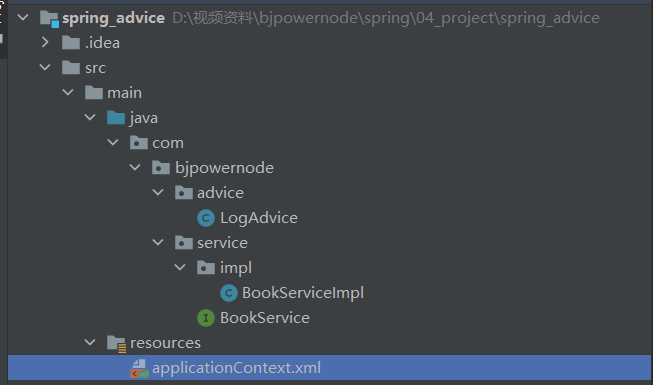 spring_advice D:\视频资料\bjpowernode\spring\04_project\spring_advice
.idea
src
main
java
com
bjpowernode
advice
LogAdvice
service
impl
BookServiceImpl
BookService
resources
applicationContext.xml